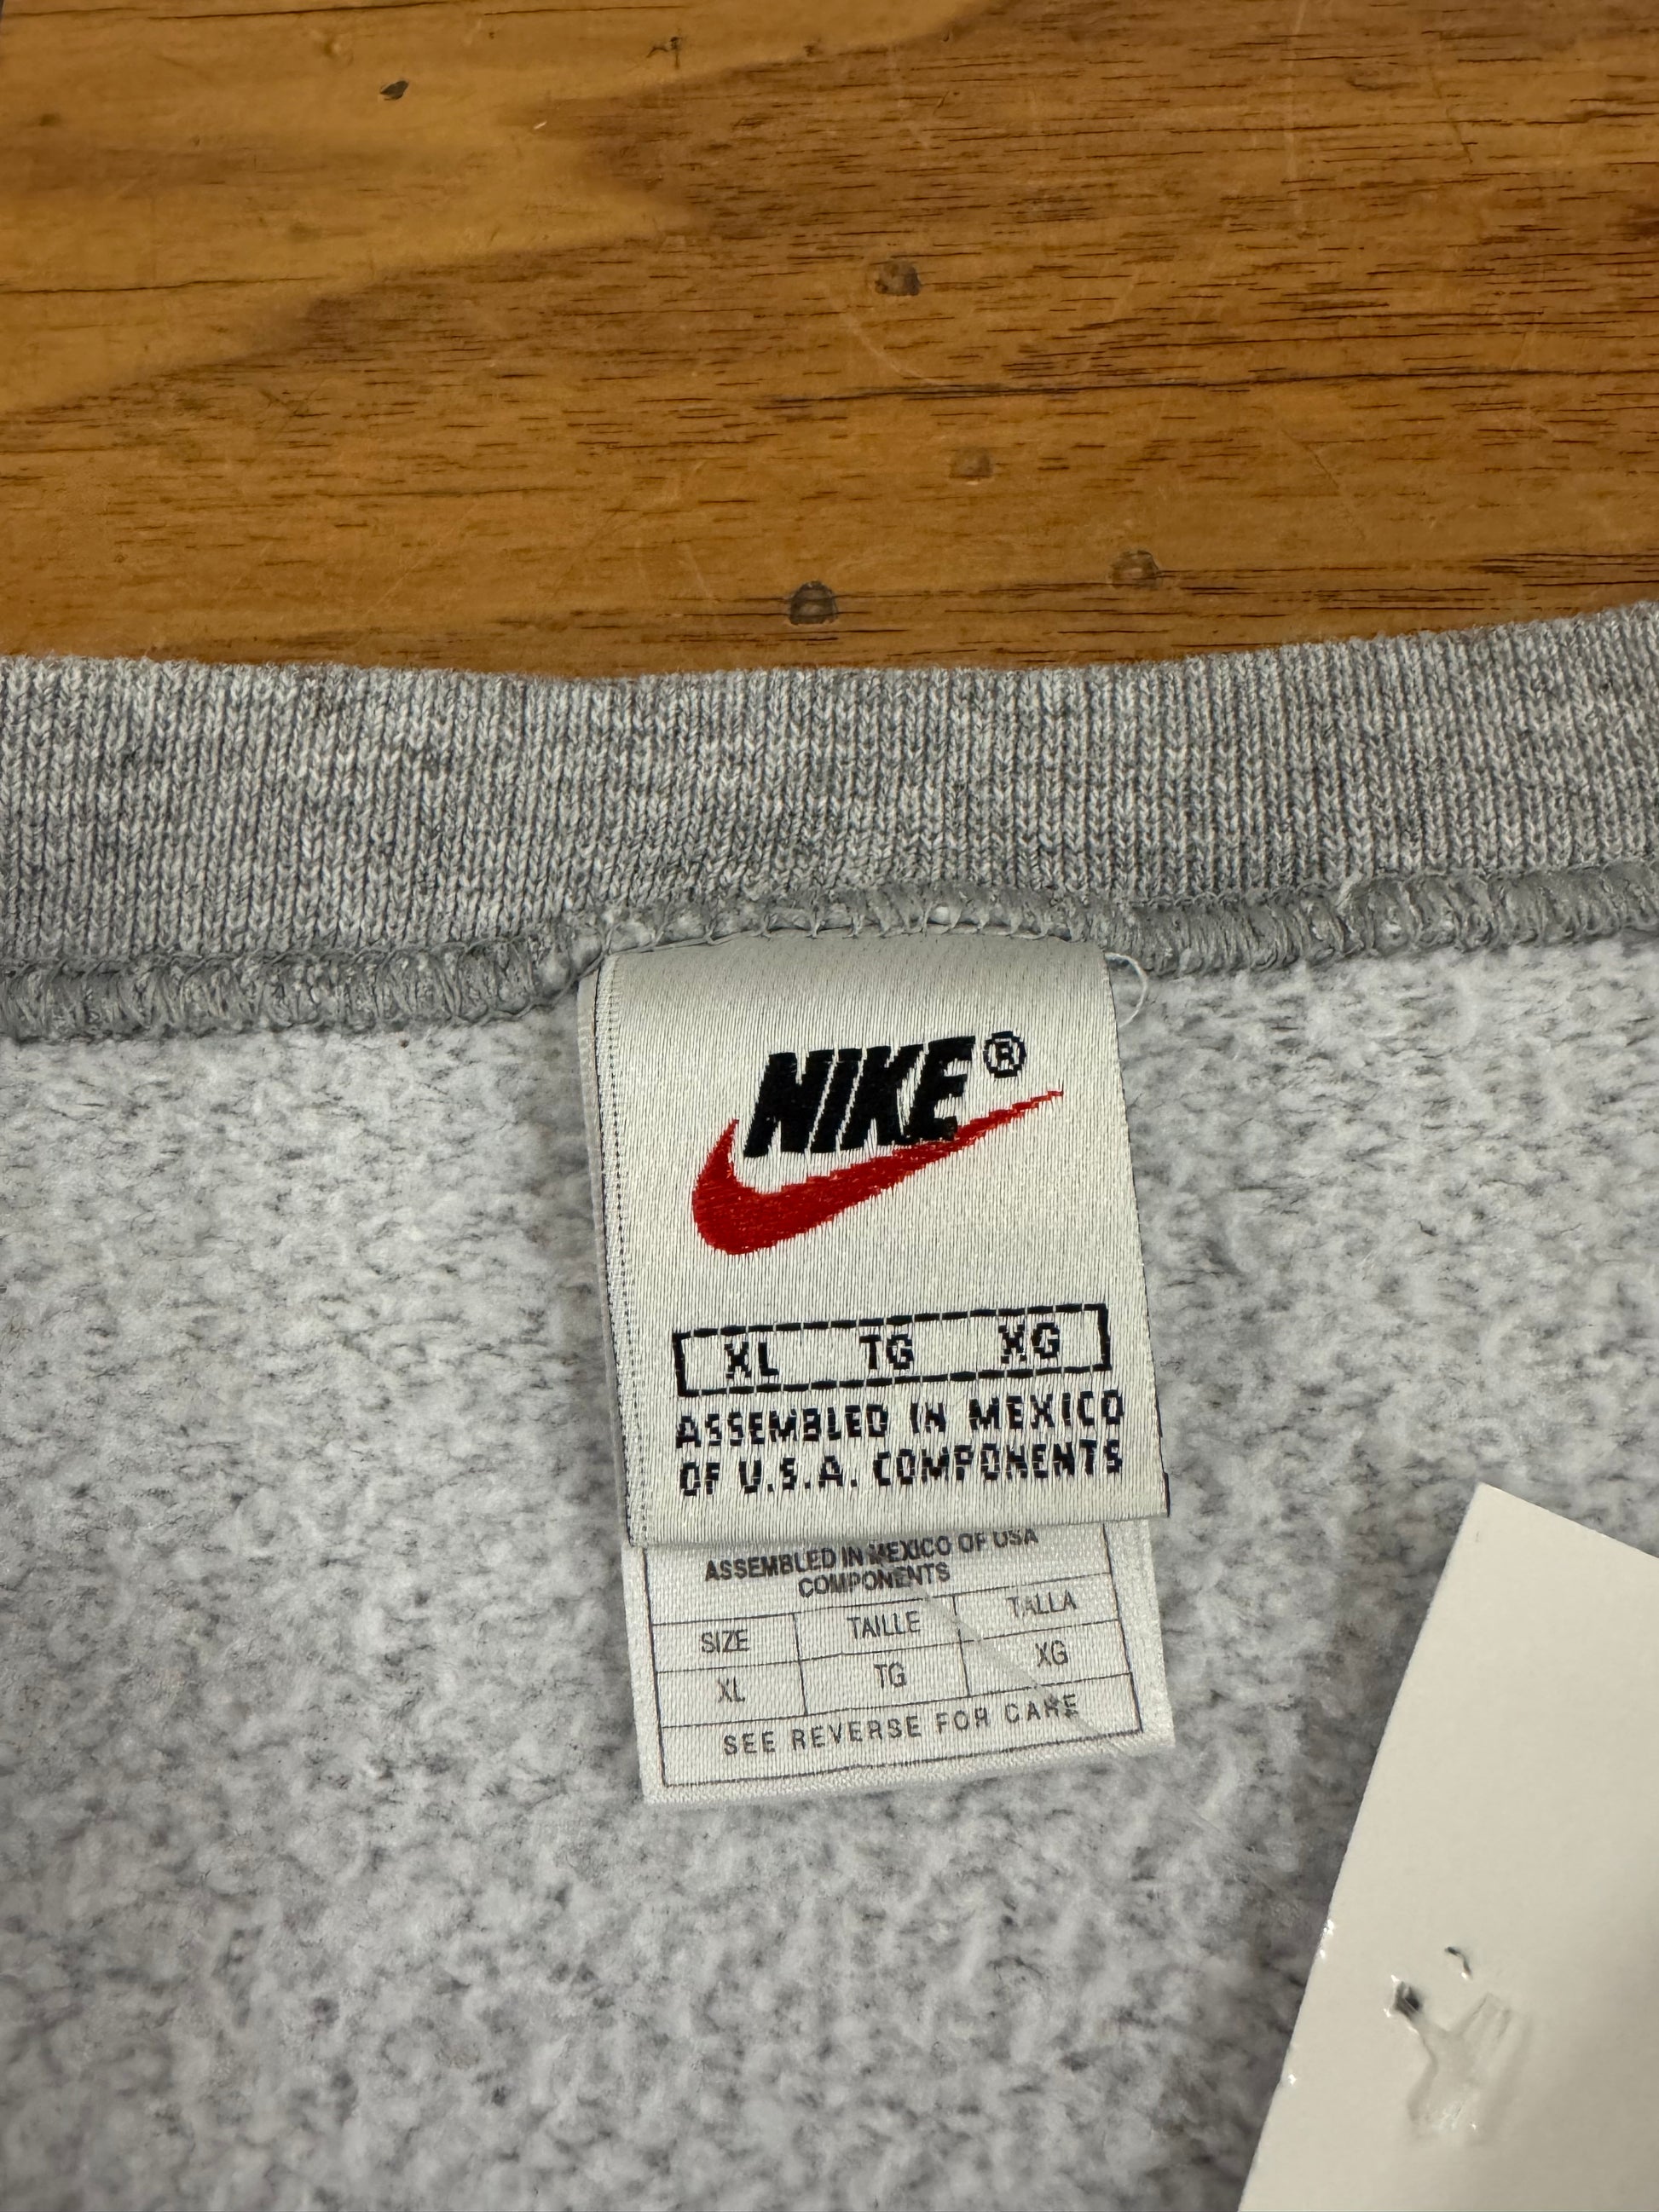 NIKE®
XL TG XG
ASSEMBLED IN MEXICO
OF U.S.A. COMPONENTS
ASSEMBLED IN MEXICO OF USA
COMPONENTS
SIZE TAILLE TALLA
XL TG XG
SEE REVERSE FOR CARE